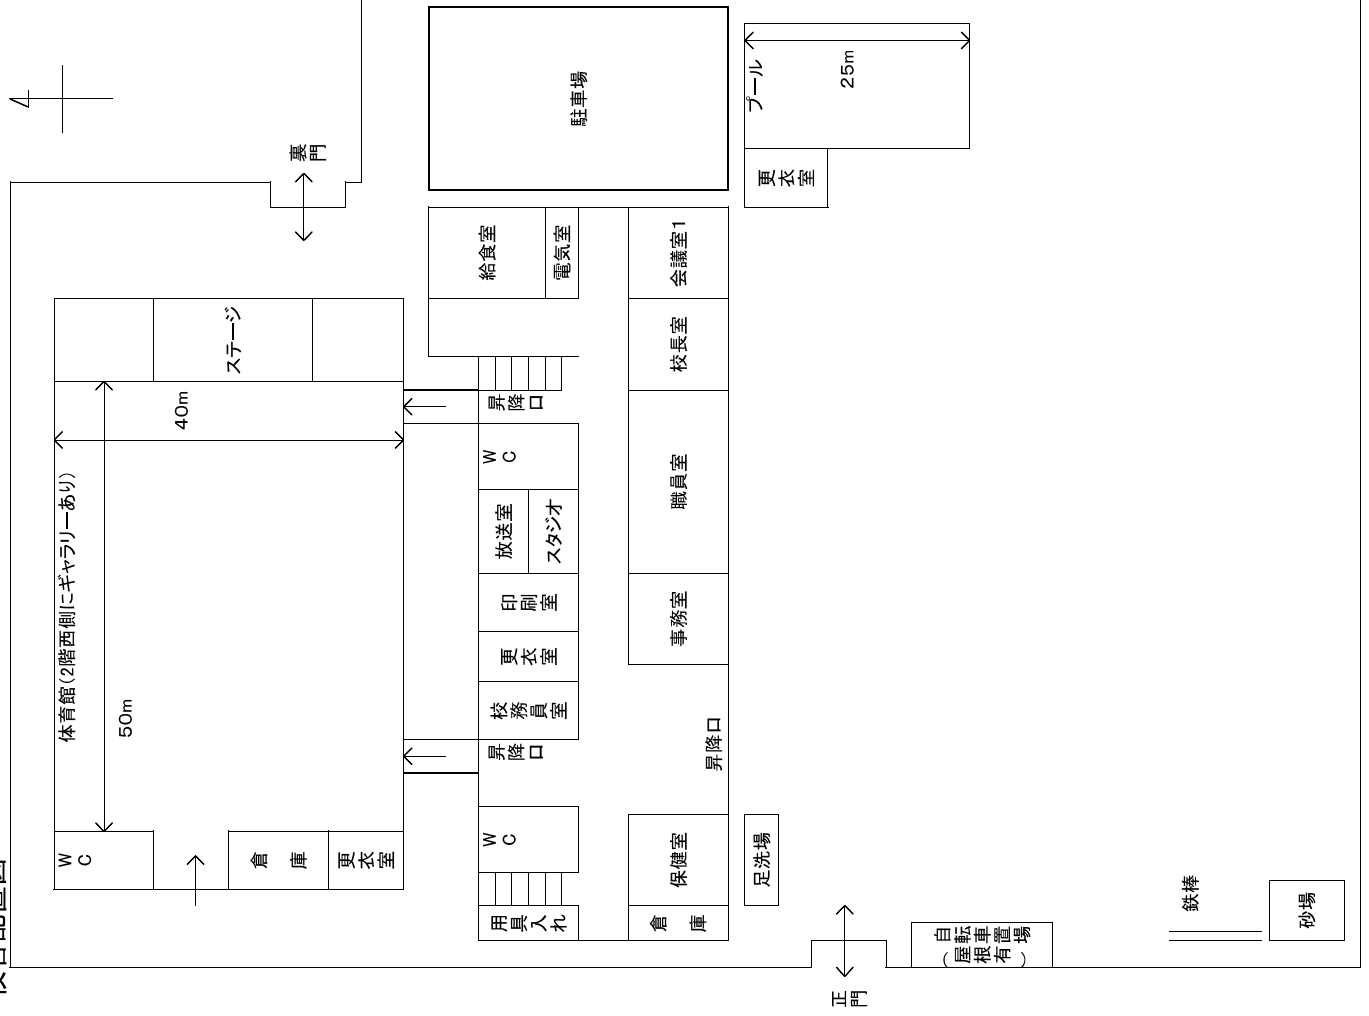 体育館(2階西側にギャラリーあり)
WC
50m
40m
倉庫
更衣室
ステージ
裏門
用具入れ
WC
昇降口
校務員室
更衣室
印刷室
放送室
スタジオ
WC
昇降口
給食室
電気室
駐車場
倉庫
保健室
昇降口
事務室
職員室
校長室
会議室1
足洗場
更衣室
プール
25m
正門
自転車置場
(屋根有)
鉄棒
砂場